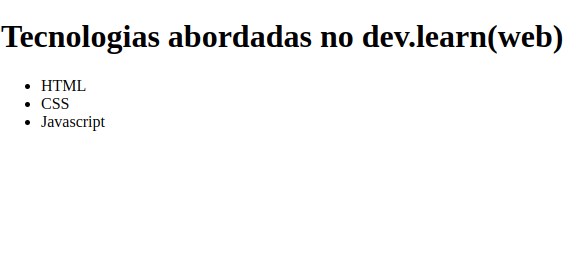 Tecnologias abordadas no dev.learn(web)
HTML
CSS
Javascript